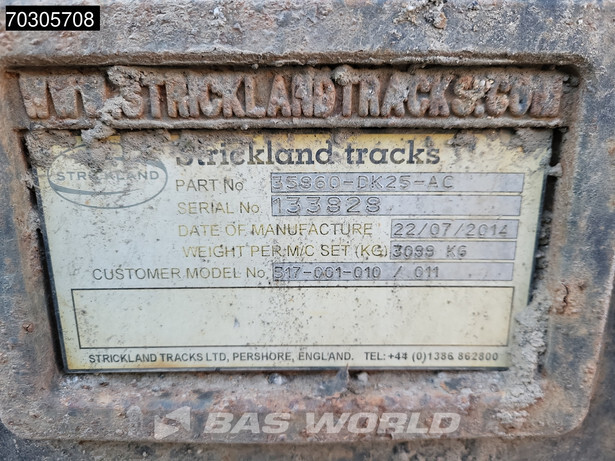 70305708
WWW.STRICKLANDTRACKS.COM
STRICKLAND
Strickland tracks
PART No 35960-DK25-AC
SERIAL No 133929
DATE OF MANUFACTURE 22/07/2014
WEIGHT PER M/C SET (KG) 3099 KG
CUSTOMER MODEL No 517-001-010 / 011
STRICKLAND TRACKS LTD, PERSHORE, ENGLAND. TEL: +44 (0)1386 862800
BAS WORLD